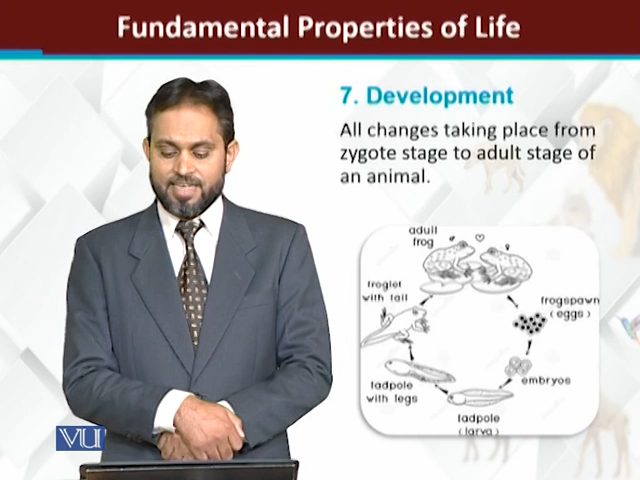 Fundamental Properties of Life
7. Development
All changes taking place from
zygote stage to adult stage of
an animal.
adult
frog
froglet
with tail
frogspawn
(eggs)
embryos
tadpole
with legs
tadpole
(larva)
VU